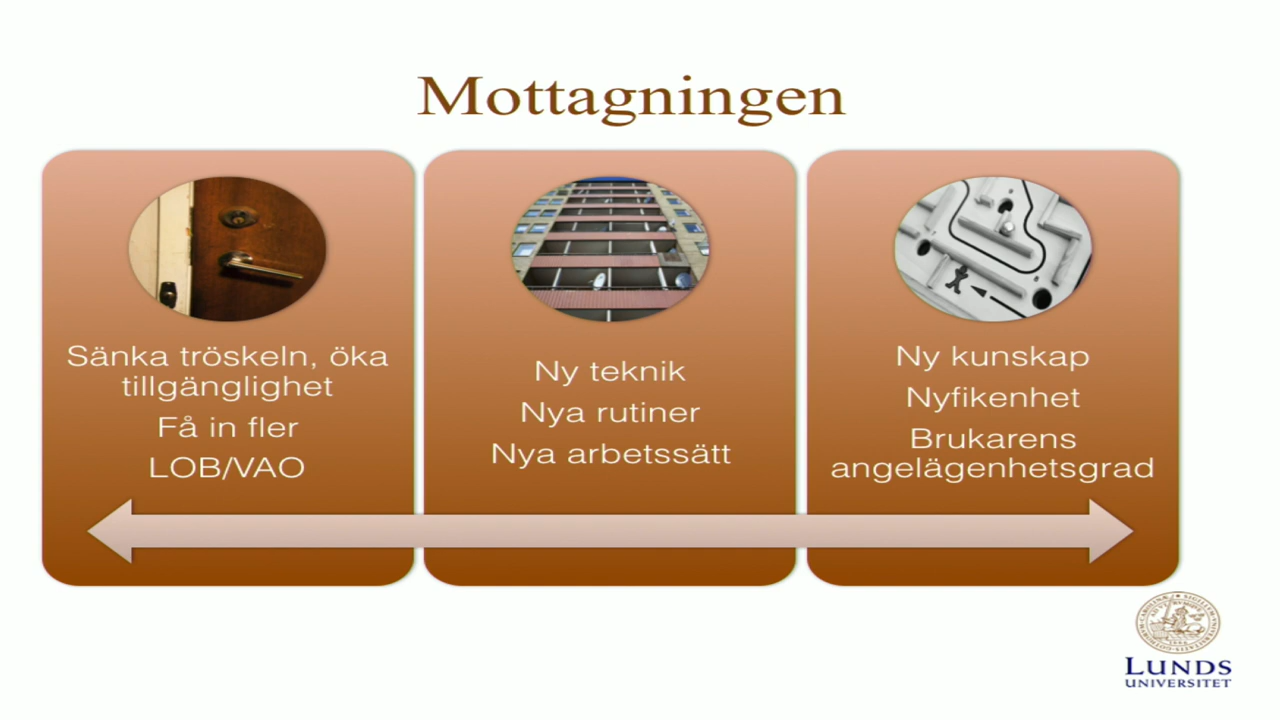 Mottagningen
Sänka tröskeln, öka
tillgänglighet
Få in fler
LOB/VAO
Ny teknik
Nya rutiner
Nya arbetssätt
Ny kunskap
Nyfikenhet
Brukarens
angelägenhetsgrad
LUNDS
UNIVERSITET